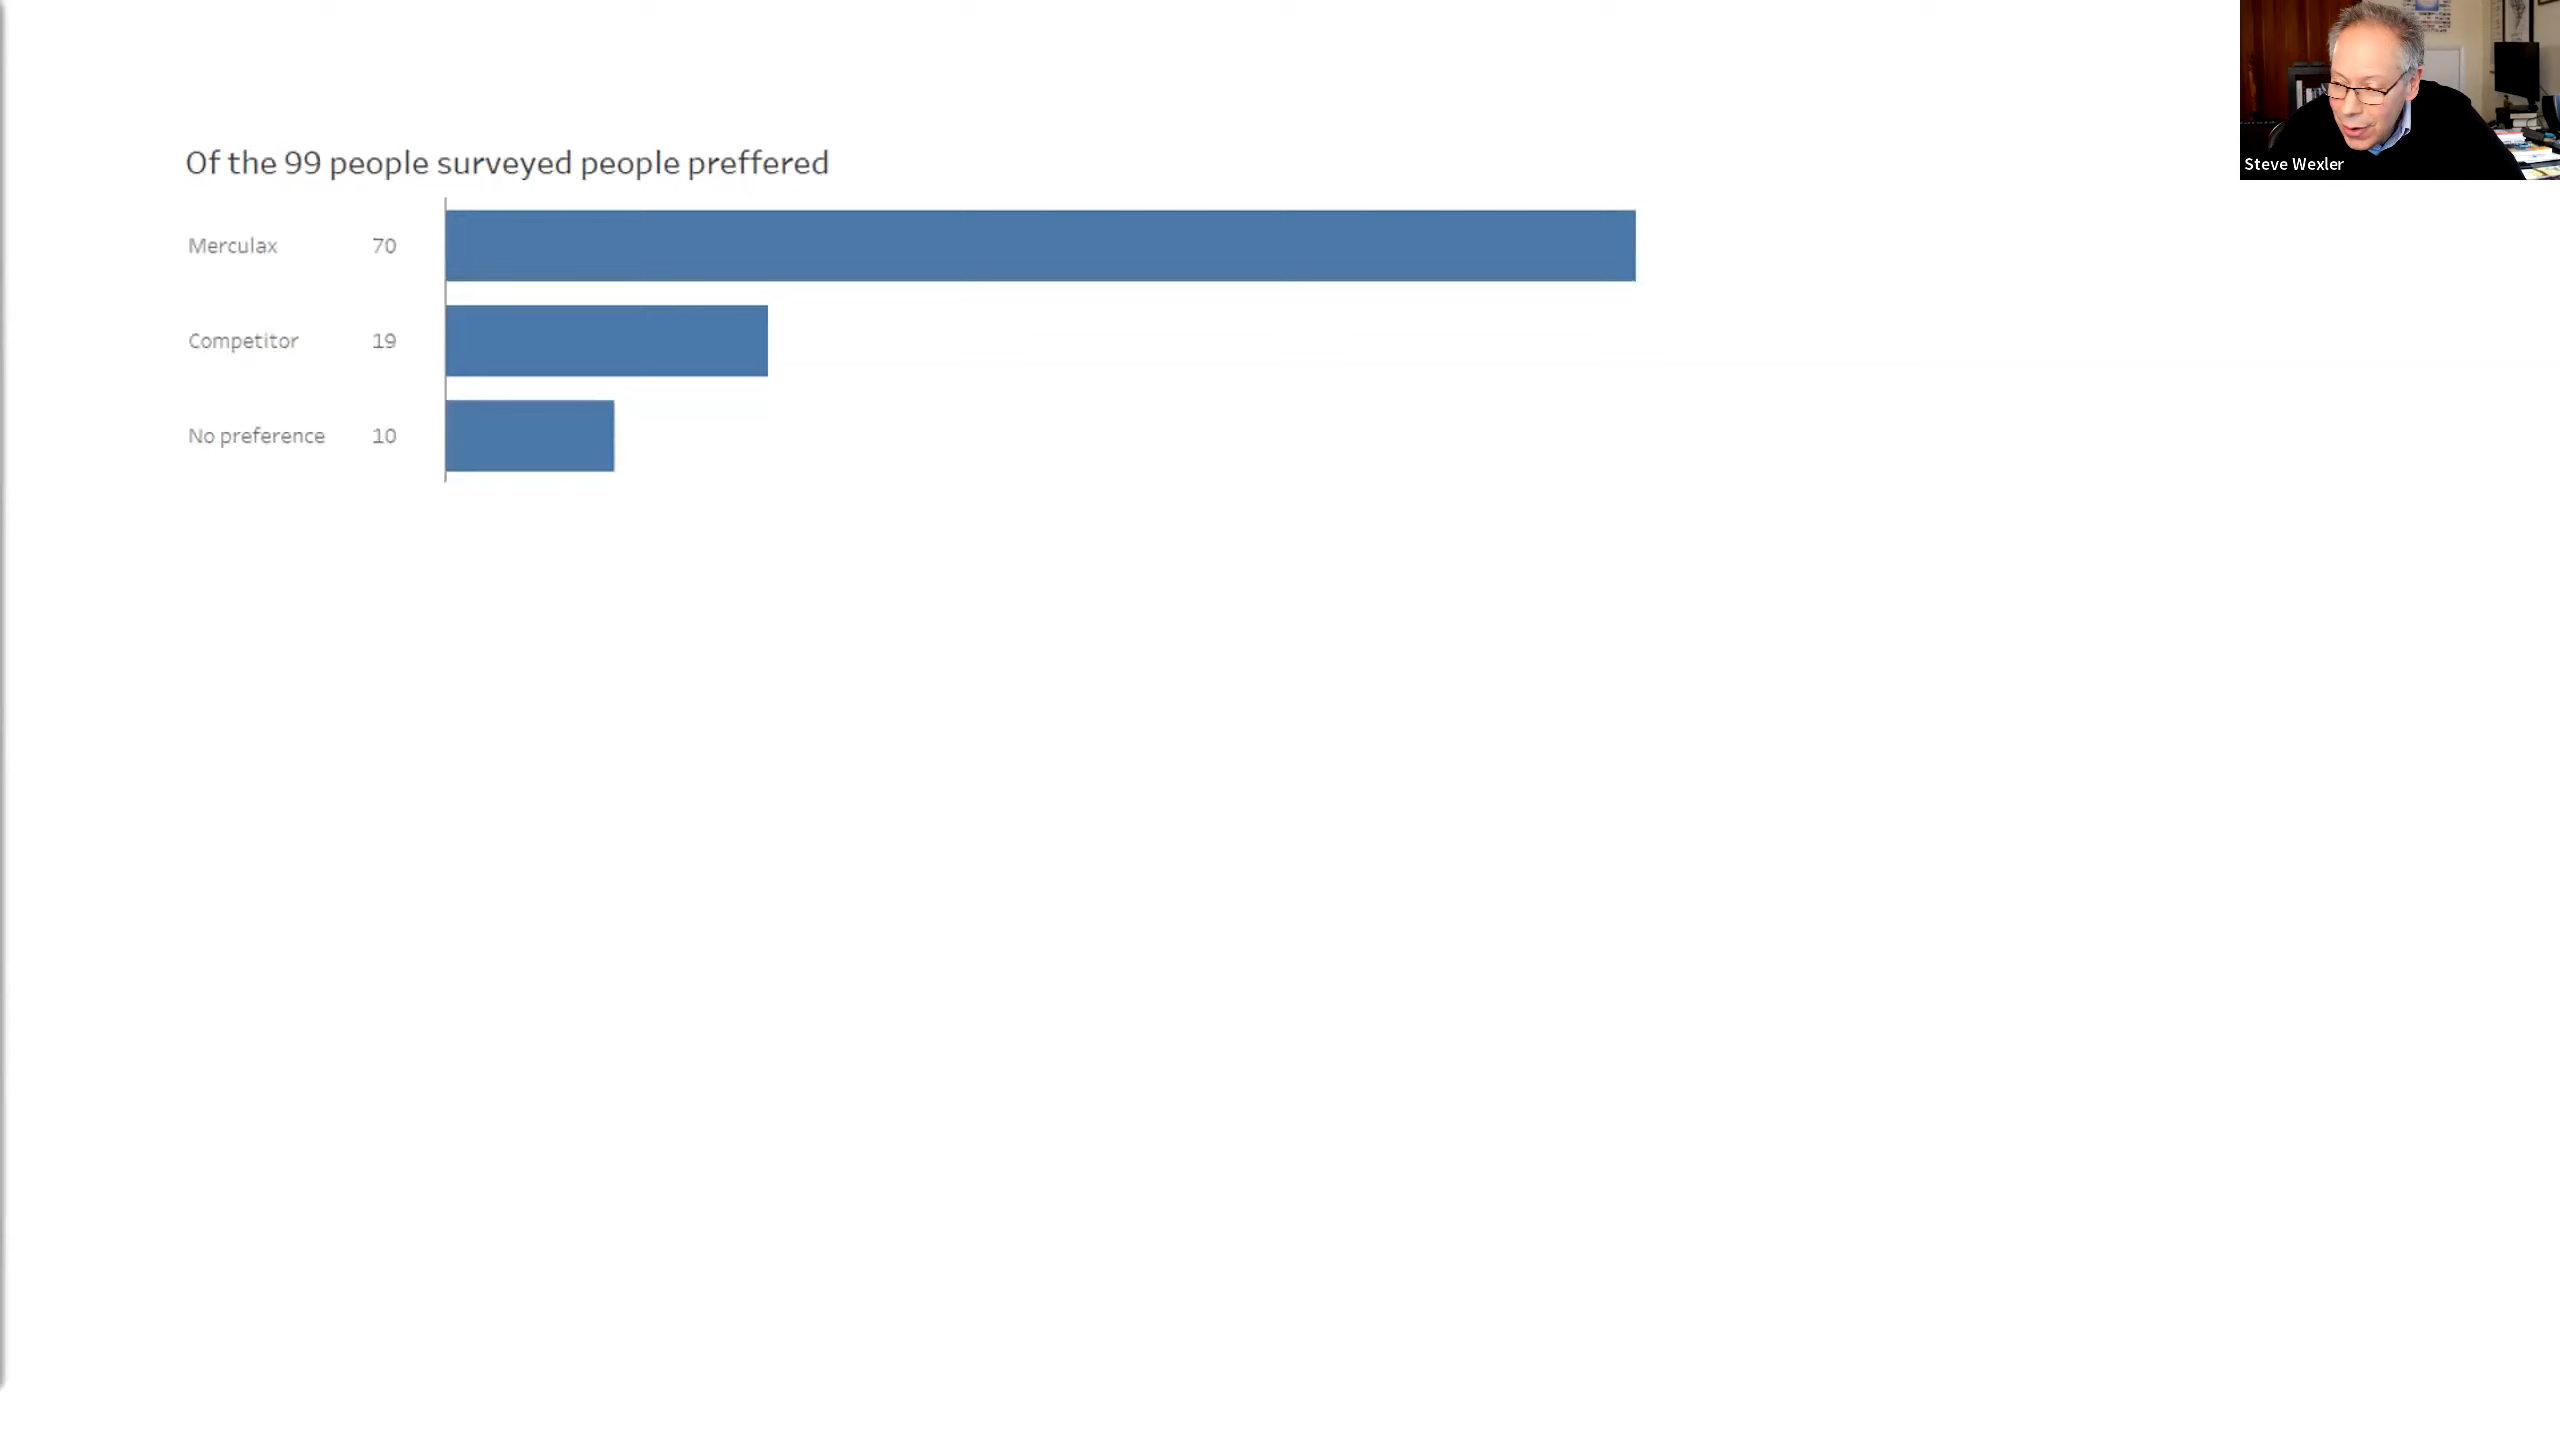 Of the 99 people surveyed people preffered
Merculax 70
Competitor 19
No preference 10
Steve Wexler